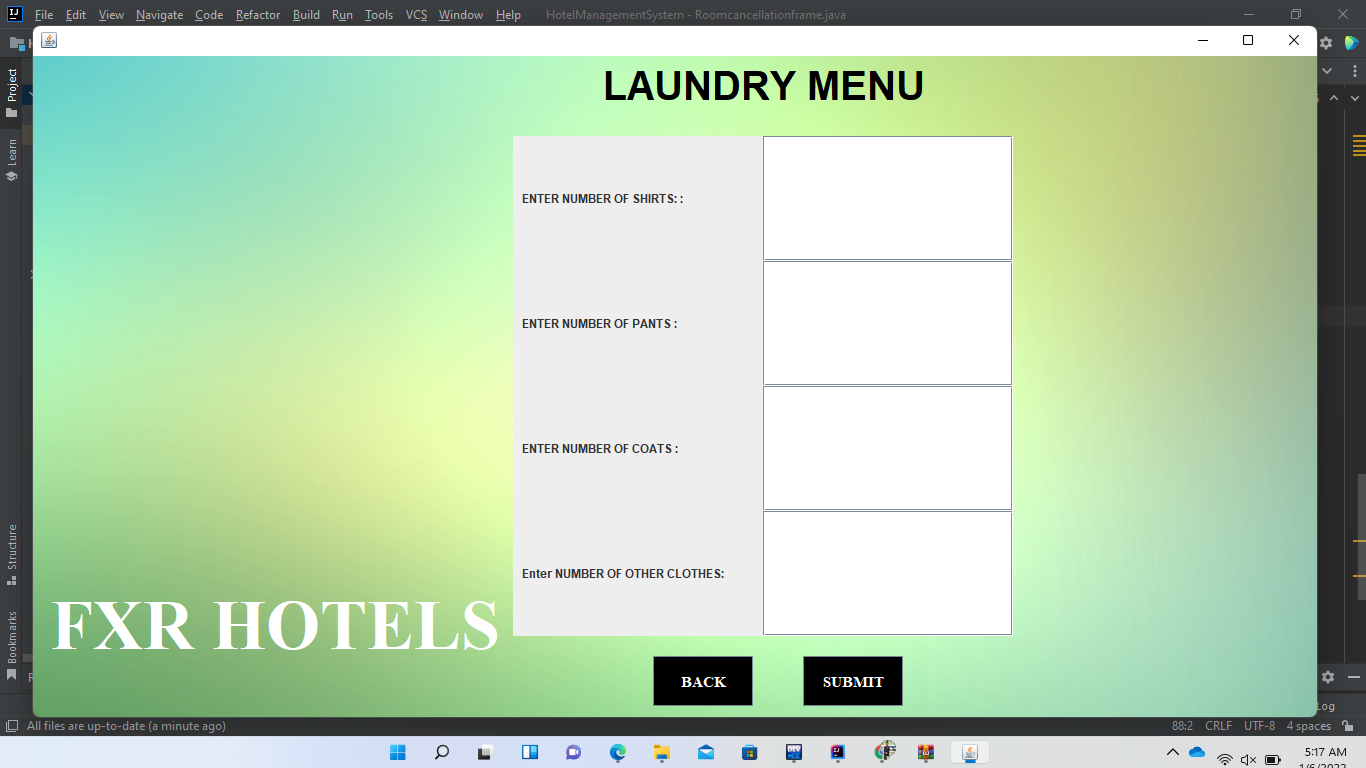 File Edit View Navigate Code Refactor Build Run Tools VCS Window Help HotelManagementSystem - Roomcancellationframe.java
Project
Learn
Structure
Bookmarks
LAUNDRY MENU
ENTER NUMBER OF SHIRTS: :
ENTER NUMBER OF PANTS :
ENTER NUMBER OF COATS :
Enter NUMBER OF OTHER CLOTHES:
FXR HOTELS
BACK SUBMIT
Log
All files are up-to-date (a minute ago) 88:2 CRLF UTF-8 4 spaces
5:17 AM